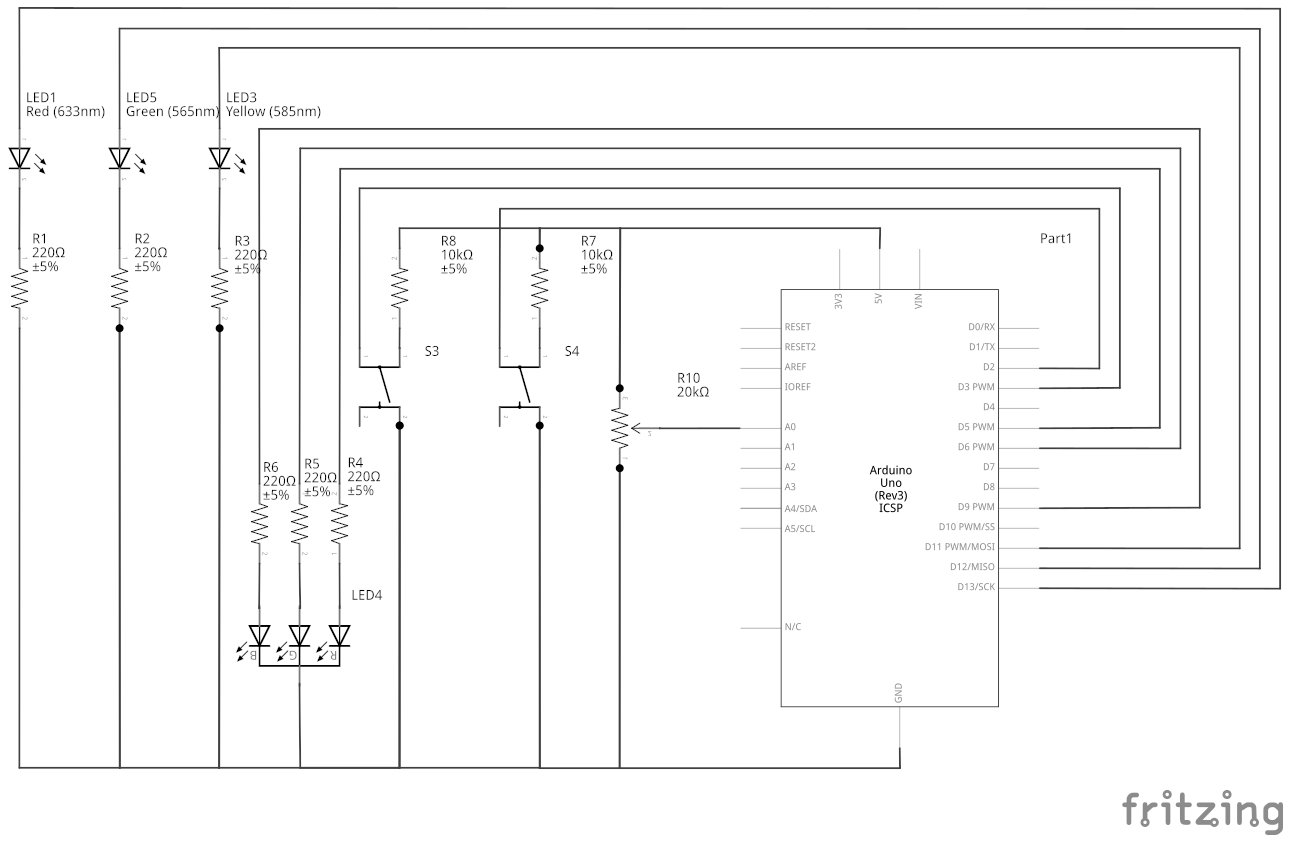 LED1
Red (633nm)
LED5
Green (565nm)
LED3
Yellow (585nm)
R1
220Ω
±5%
R2
220Ω
±5%
R3
220Ω
±5%
R8
10kΩ
±5%
R7
10kΩ
±5%
Part1
3V3
5V
VIN
S3
S4
R10
20kΩ
RESET
RESET2
AREF
IOREF
A0
A1
A2
A3
A4/SDA
A5/SCL
N/C
Arduino
Uno
(Rev3)
ICSP
D0/RX
D1/TX
D2
D3 PWM
D4
D5 PWM
D6 PWM
D7
D8
D9 PWM
D10 PWM/SS
D11 PWM/MOSI
D12/MISO
D13/SCK
GND
R6
220Ω
±5%
R5
220Ω
±5%
R4
220Ω
±5%
LED4
B
G
R
fritzing